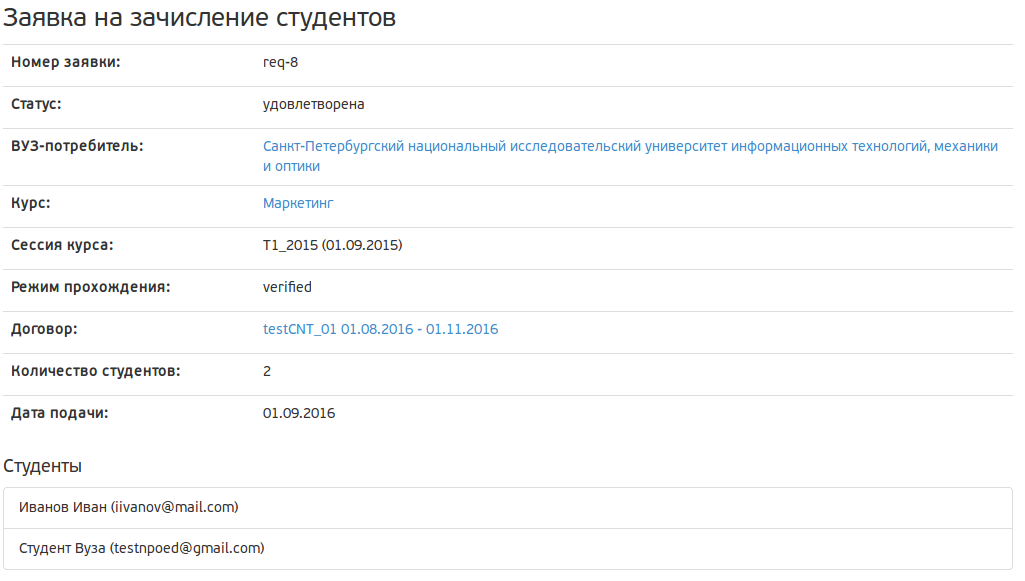 Заявка на зачисление студентов
Номер заявки: req-8
Статус: удовлетворена
ВУЗ-потребитель: Санкт-Петербургский национальный исследовательский университет информационных технологий, механики
и оптики
Курс: Маркетинг
Сессия курса: T1_2015 (01.09.2015)
Режим прохождения: verified
Договор: testCNT_01 01.08.2016 - 01.11.2016
Количество студентов: 2
Дата подачи: 01.09.2016
Студенты
Иванов Иван (iivanov@mail.com)
Студент Вуза (testnpoed@gmail.com)